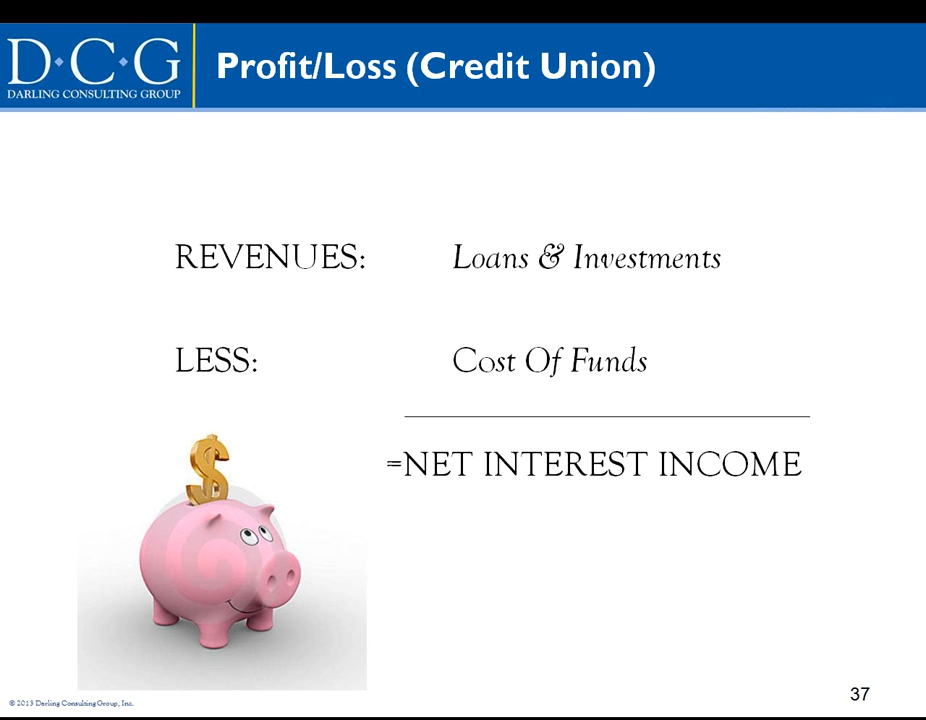 D•C•G
DARLING CONSULTING GROUP
Profit/Loss (Credit Union)
REVENUES: Loans & Investments
LESS: Cost Of Funds
=NET INTEREST INCOME
$
© 2013 Darling Consulting Group, Inc.
37